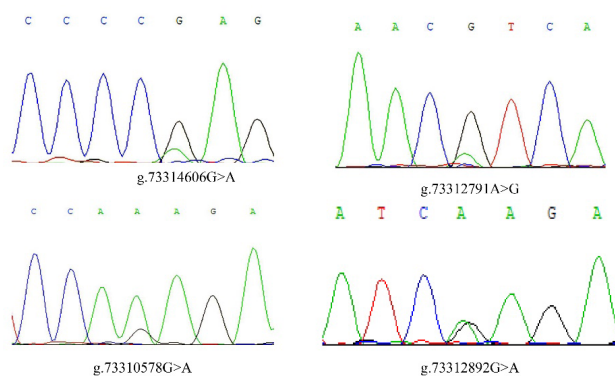 C C C C G A G
A A C G T C A
g.73314606G>A
g.73312791A>G
C C A A A G A
A T C A A G A
g.73310578G>A
g.73312892G>A